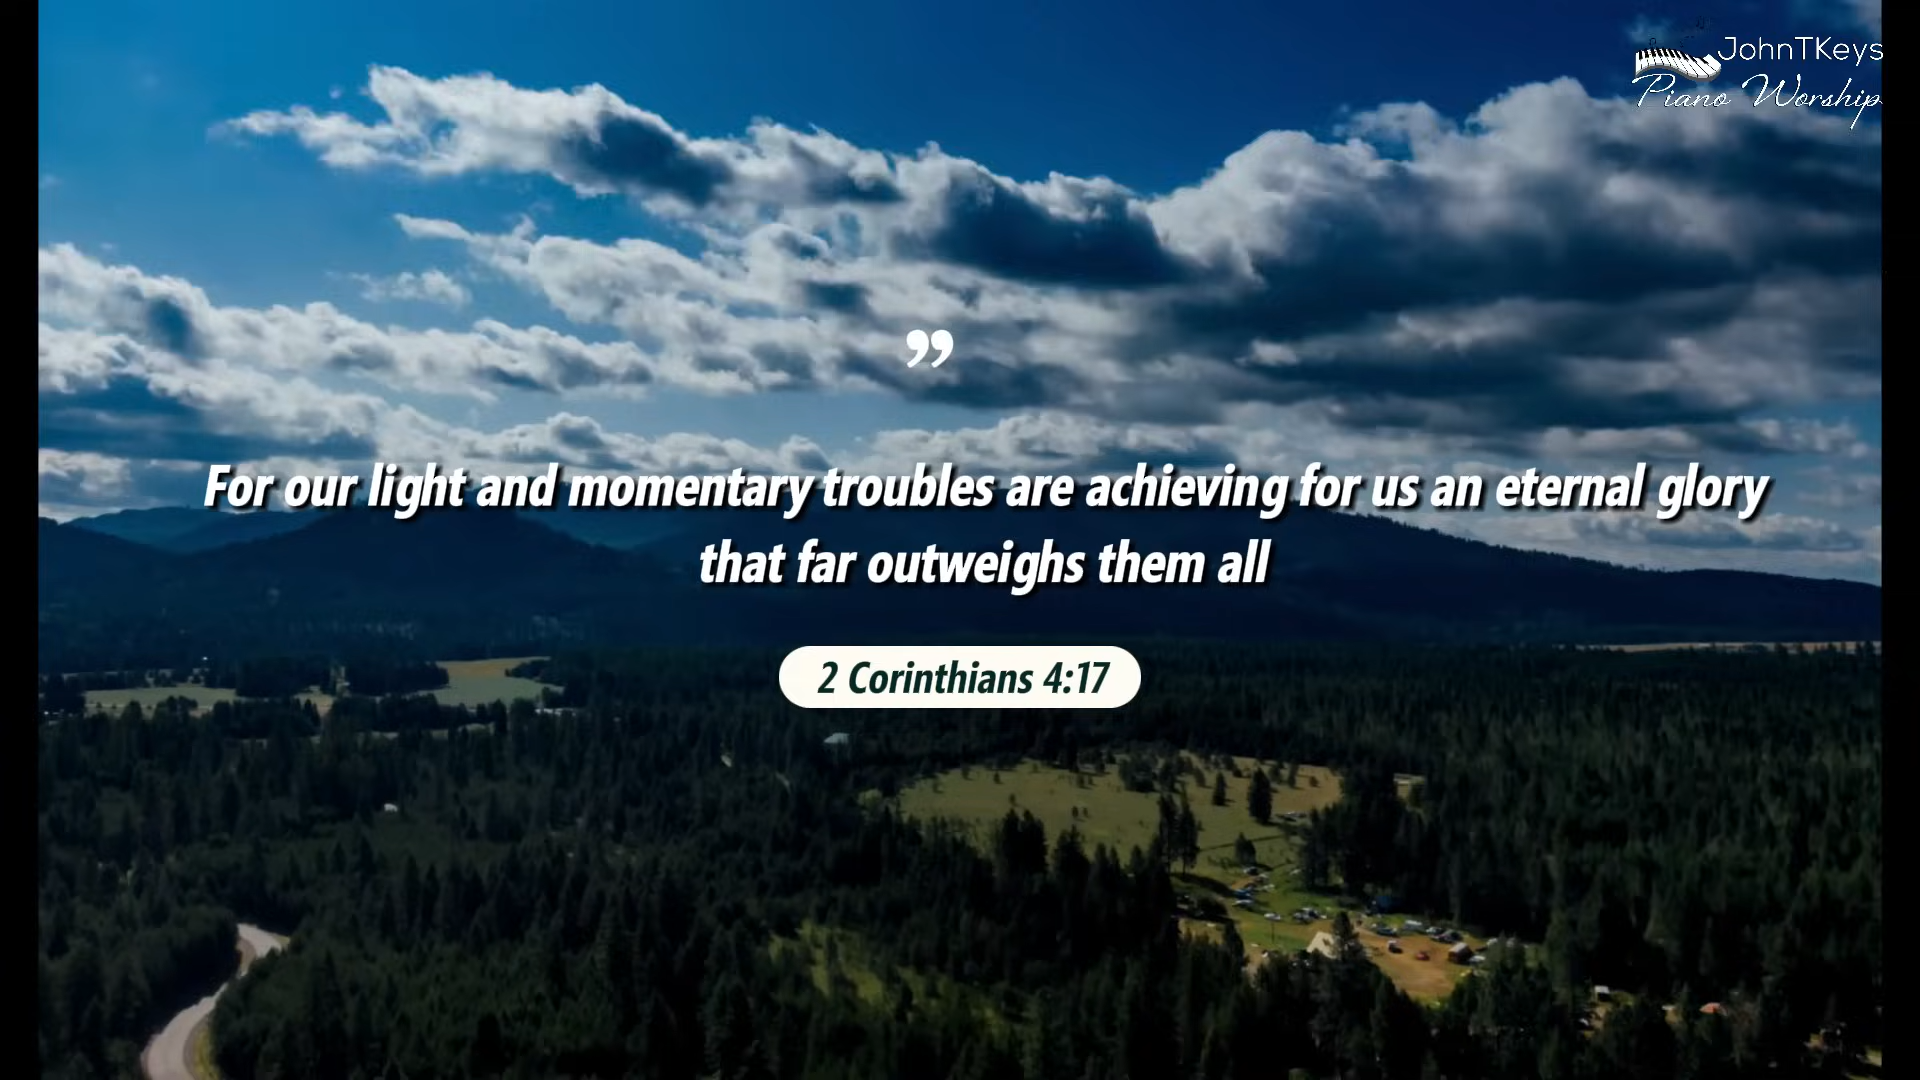 JohnTKeys
Piano Worship
”
For our light and momentary troubles are achieving for us an eternal glory
that far outweighs them all
2 Corinthians 4:17